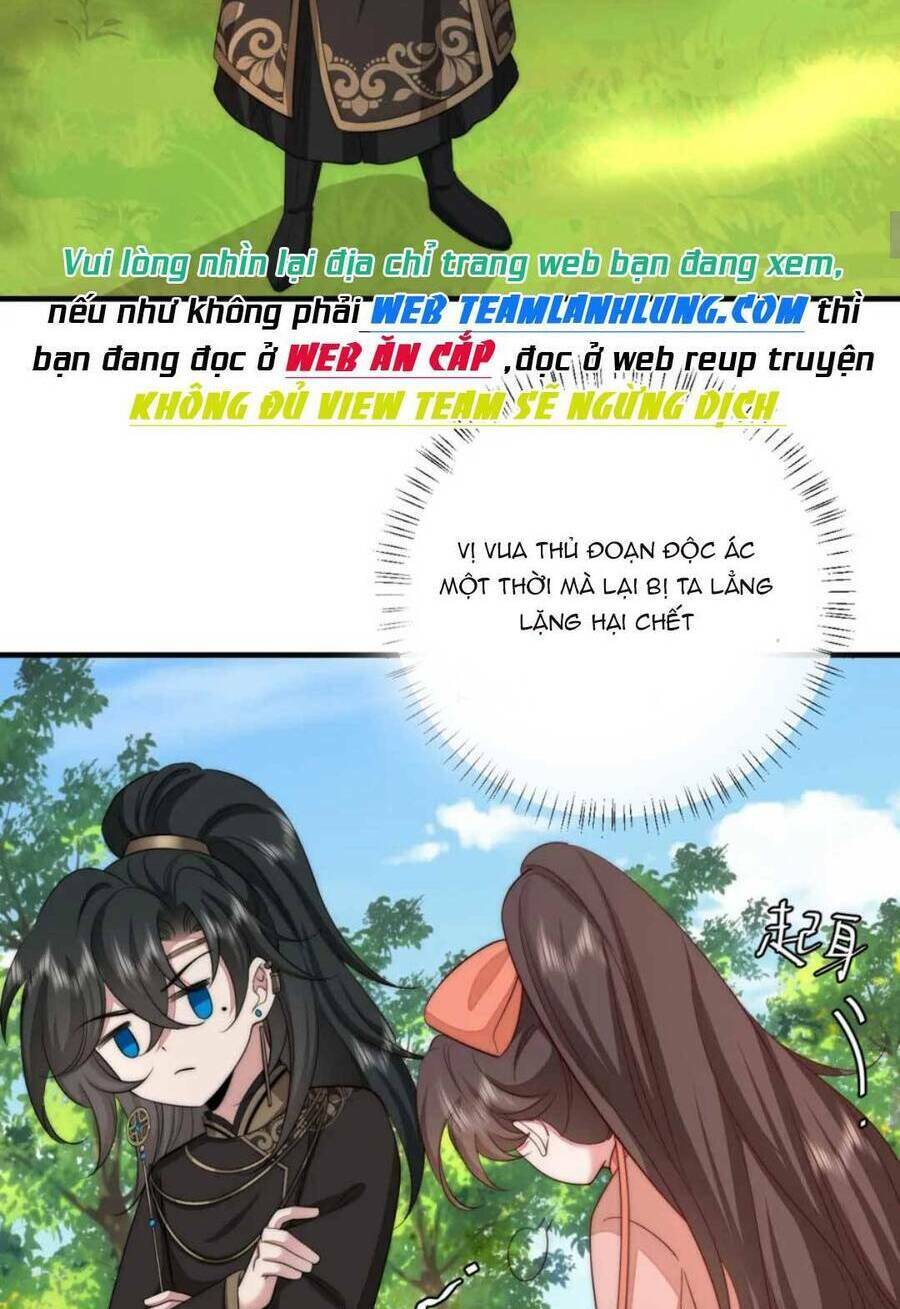 Vui lòng nhìn lại địa chỉ trang web bạn đang xem,
nếu như không phải WEB TEAMLANHLUNG.COM thì
bạn đang đọc ở WEB ĂN CẮP ,đọc ở web reup truyện
KHÔNG ĐỦ VIEW TEAM SẼ NGỪNG DỊCH
VỊ VUA THỦ ĐOẠN ĐỘC ÁC
MỘT THỜI MÀ LẠI BỊ TA LẲNG
LẶNG HẠI CHẾT
起身